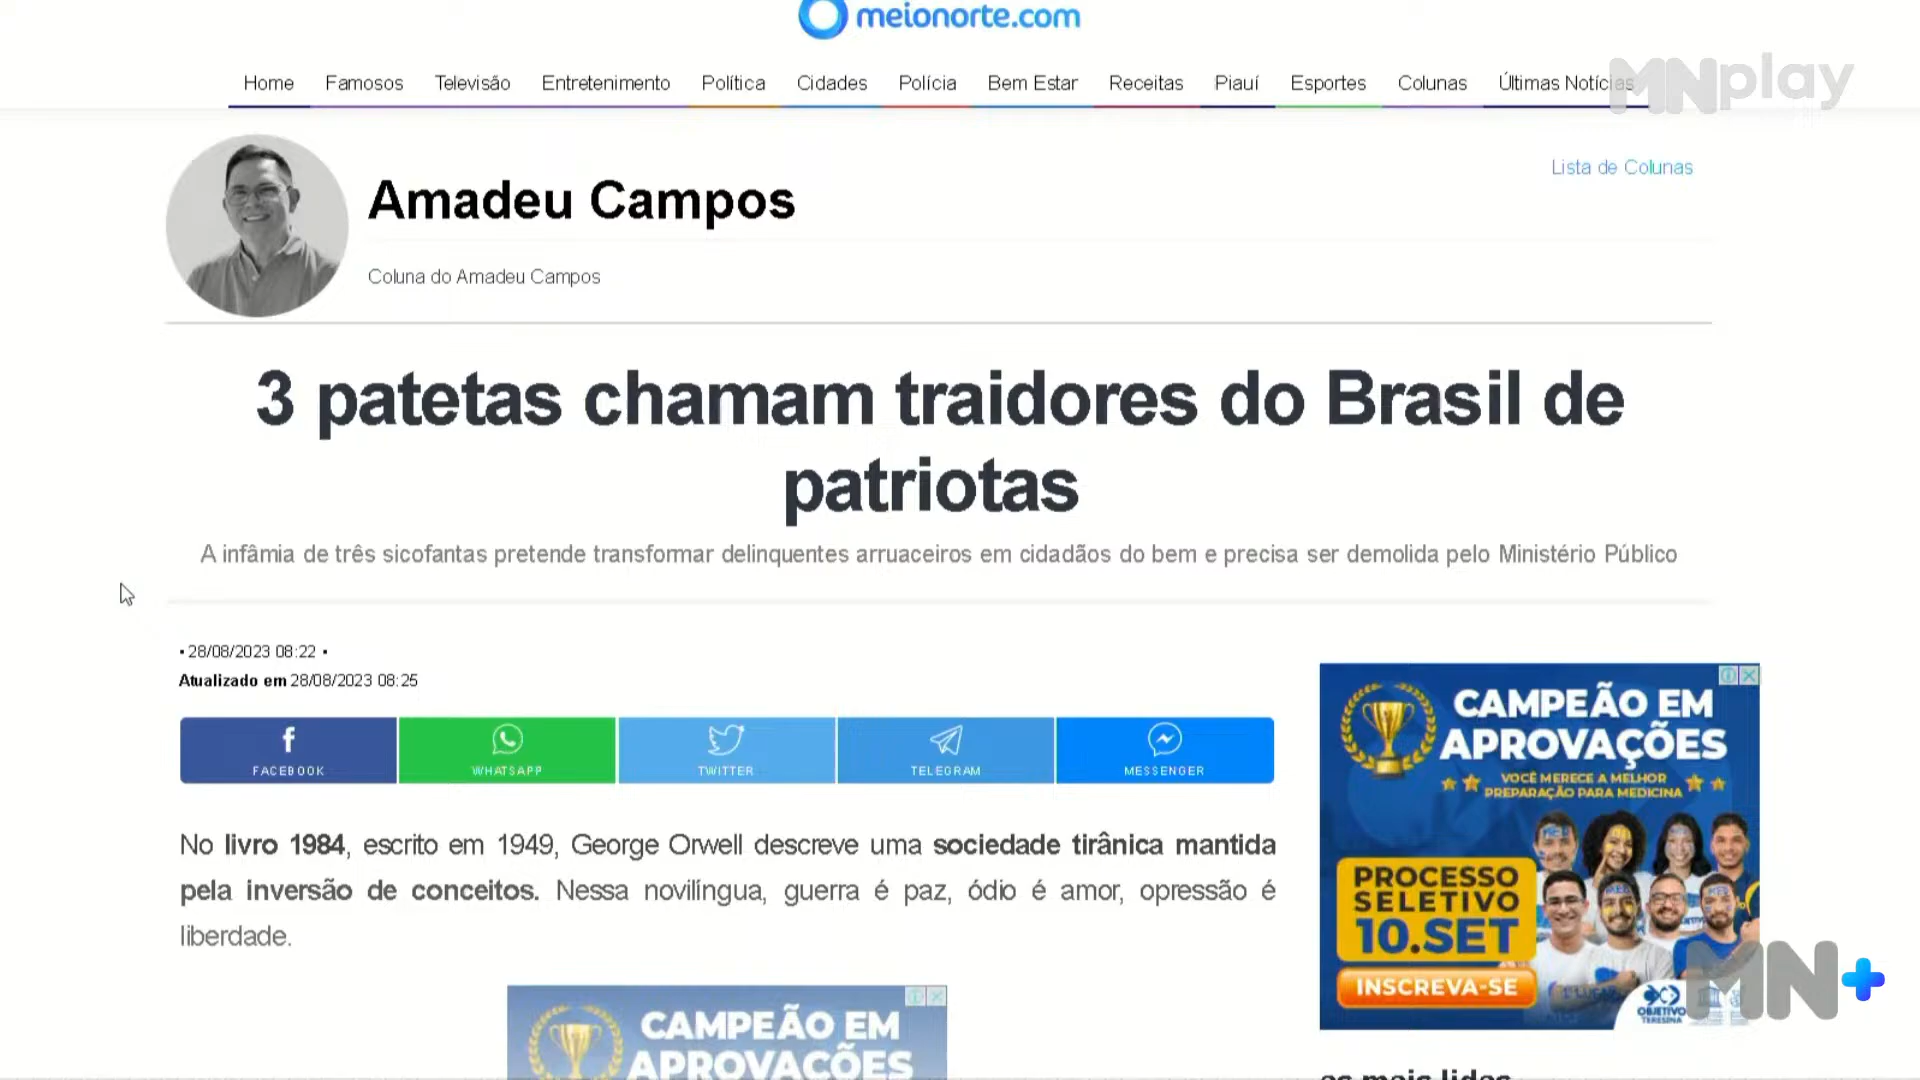 meionorte.com
Home Famosos Televisão Entretenimento Política Cidades Polícia Bem Estar Receitas Piauí Esportes Colunas Últimas Notícias
MNplay
Lista de Colunas
Amadeu Campos
Coluna do Amadeu Campos
3 patetas chamam traidores do Brasil de
patriotas
A infâmia de três sicofantas pretende transformar delinquentes arruaceiros em cidadãos do bem e precisa ser demolida pelo Ministério Público
• 28/08/2023 08:22 •
Atualizado em 28/08/2023 08:25
FACEBOOK WHATSAPP TWITTER TELEGRAM MESSENGER
No livro 1984, escrito em 1949, George Orwell descreve uma sociedade tirânica mantida
pela inversão de conceitos. Nessa novilíngua, guerra é paz, ódio é amor, opressão é
liberdade.
CAMPEÃO EM
APROVAÇÕES
CAMPEÃO EM
APROVAÇÕES
VOCÊ MERECE A MELHOR
PREPARAÇÃO PARA MEDICINA
PROCESSO
SELETIVO
10.SET
INSCREVA-SE
OBJETIVO
TERESINA
MN+
as mais lidas